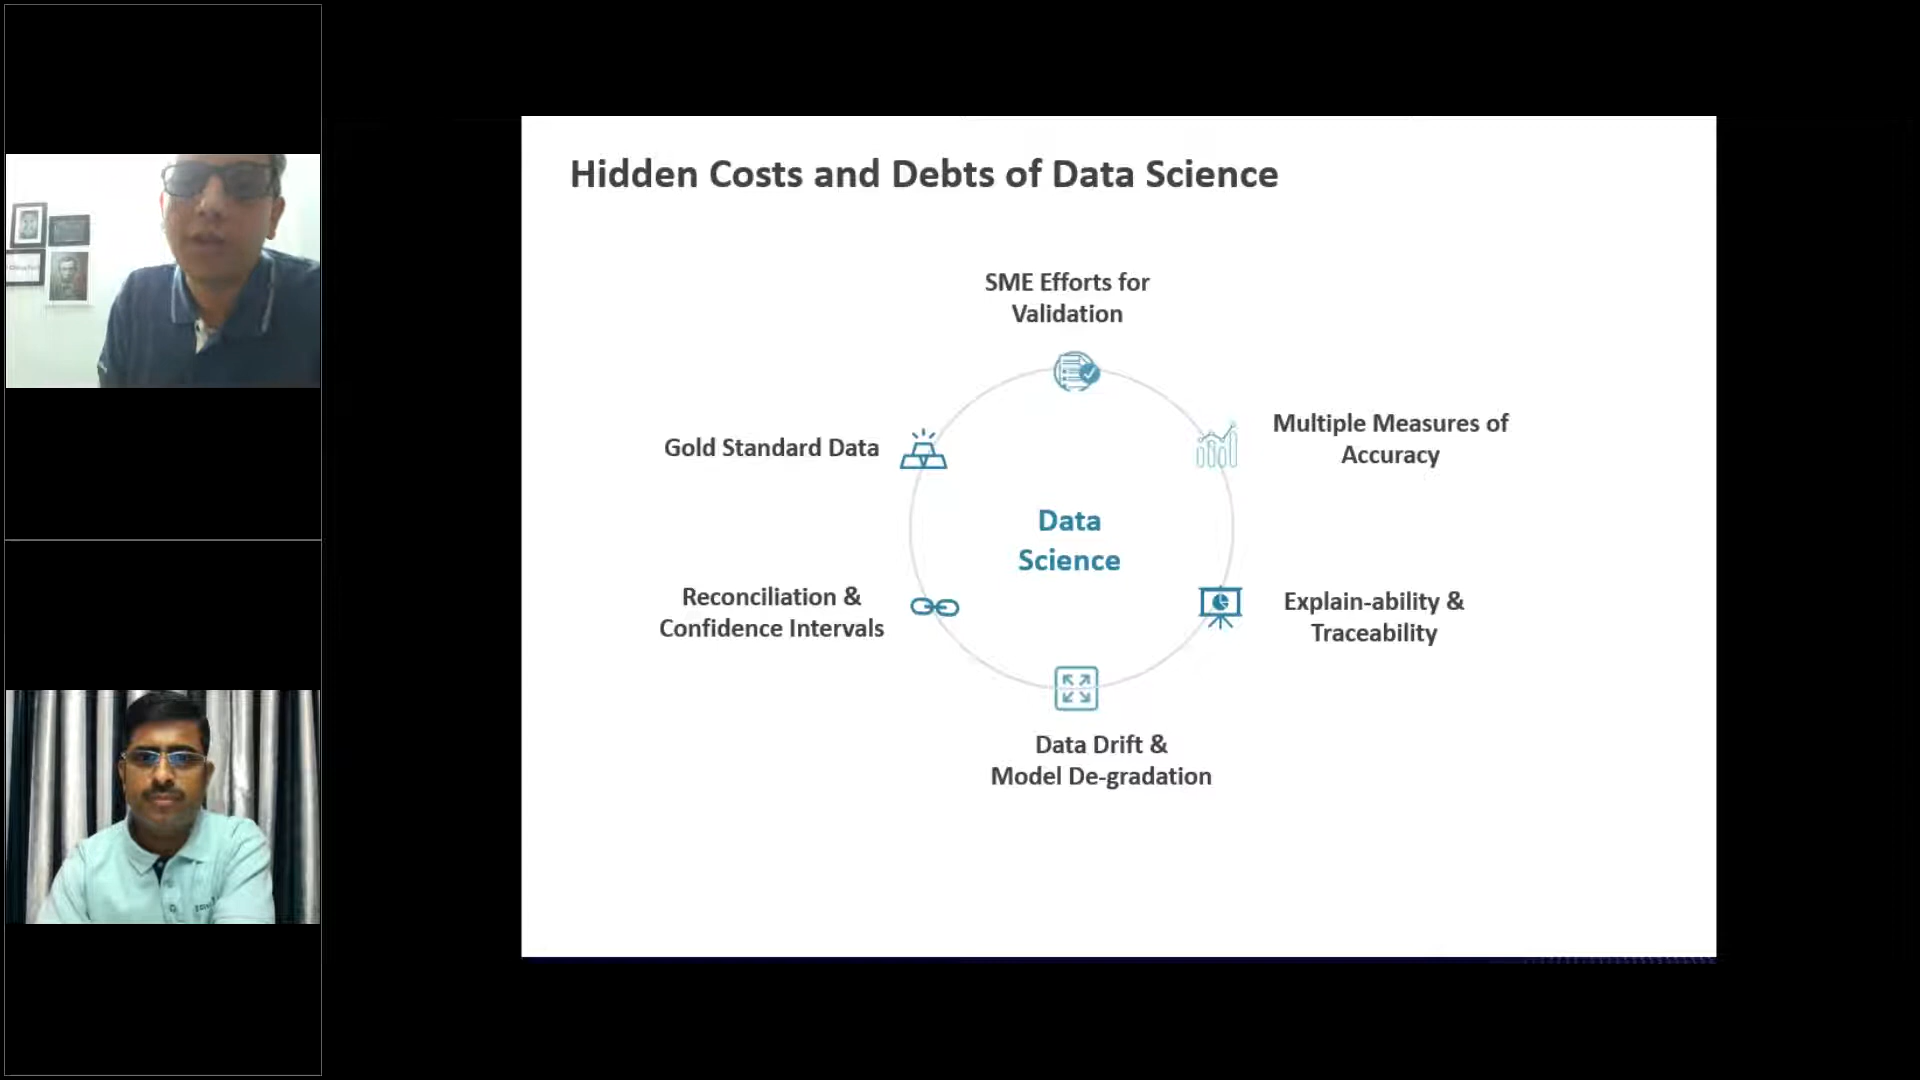 Hidden Costs and Debts of Data Science
SME Efforts for
Validation
Multiple Measures of
Accuracy
Gold Standard Data
Data
Science
Reconciliation &
Confidence Intervals
Explain-ability &
Traceability
Data Drift &
Model De-gradation